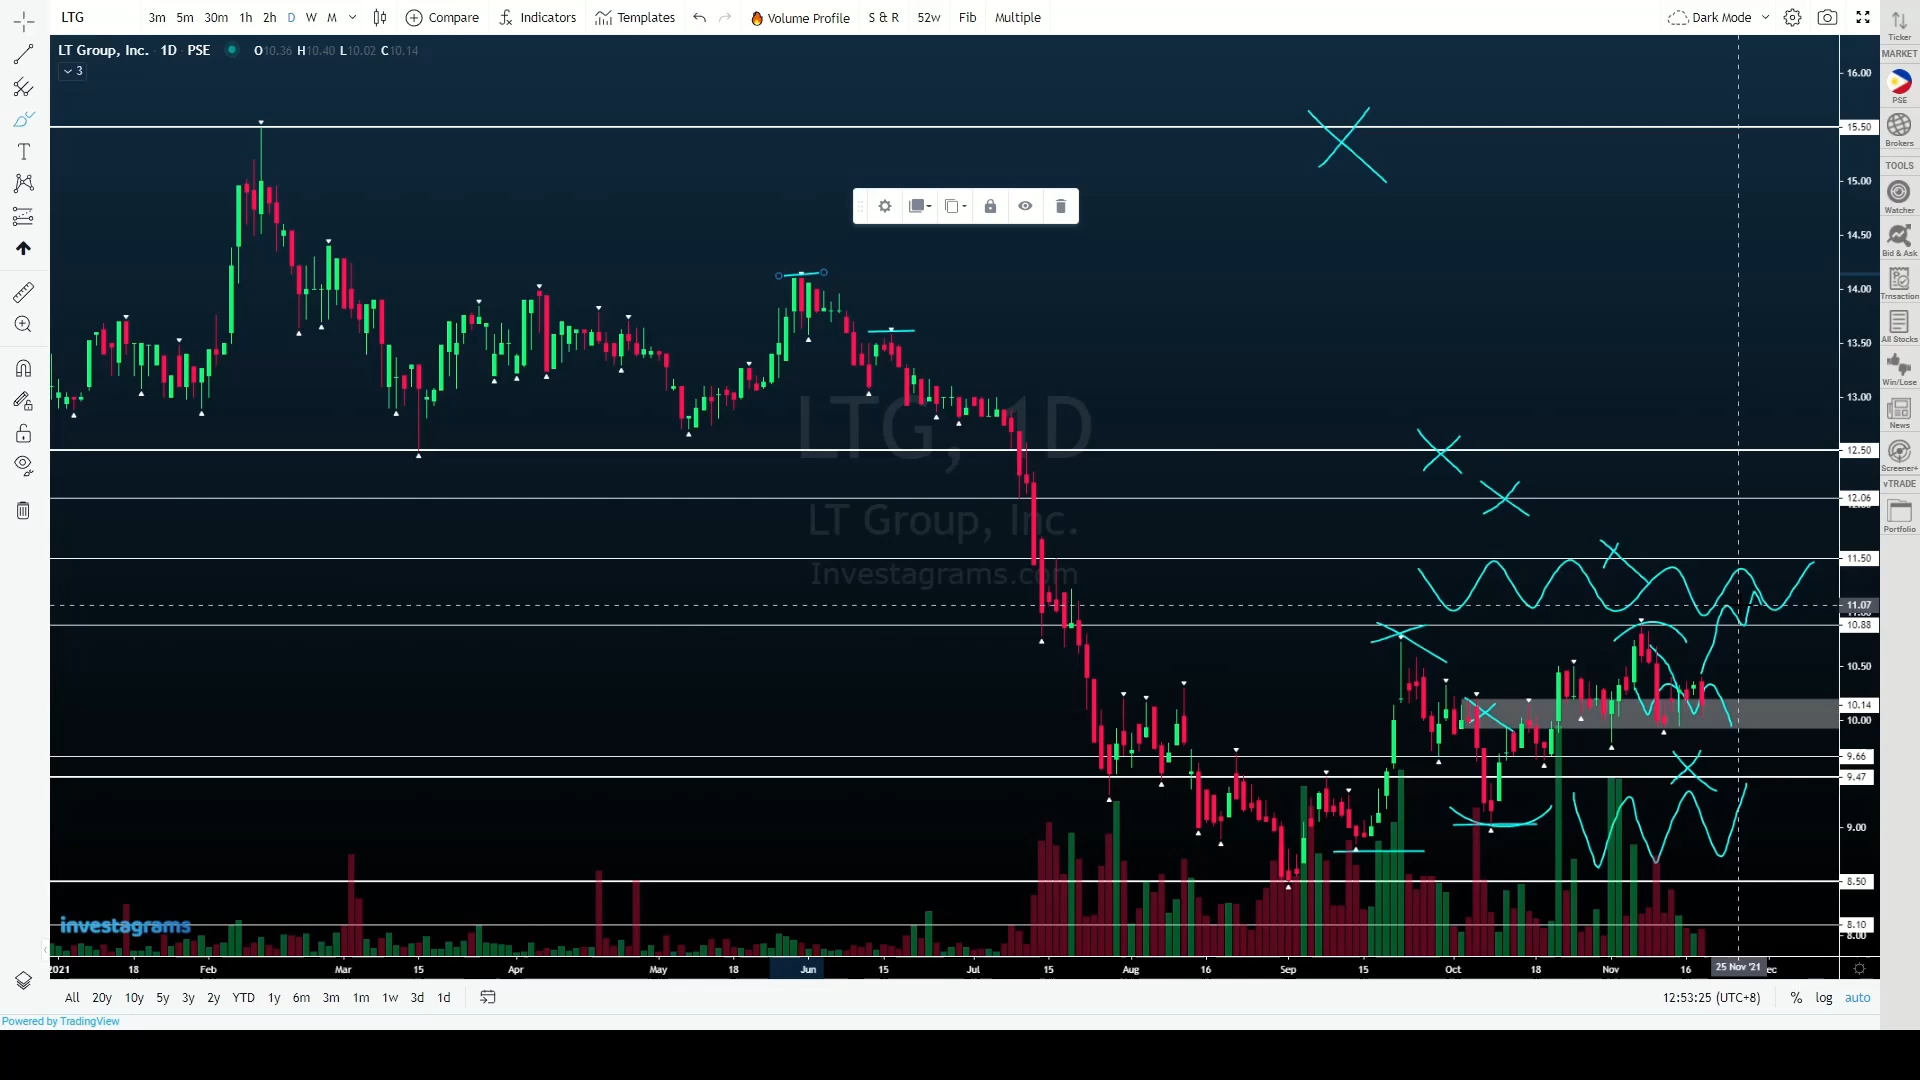 LTG 3m 5m 30m 1h 2h D W M Compare Indicators Templates Volume Profile S & R 52w Fib Multiple Dark Mode
LT Group, Inc. 1D PSE O10.36 H10.40 L10.02 C10.14
3
16.00
15.50
15.00
14.50
14.00
13.50
13.00
12.50
12.06
11.50
11.07
10.88
10.50
10.14
10.00
9.66
9.47
9.00
8.50
8.10
8.00
LTG, 1D
LT Group, Inc.
Investagrams.com
investagrams
2021 18 Feb Mar 15 Apr May 18 Jun 15 Jul 15 Aug 16 Sep 15 Oct 18 Nov 16 25 Nov '21 ec
All 20y 10y 5y 3y 2y YTD 1y 6m 3m 1m 1w 3d 1d 12:53:25 (UTC+8) % log auto
Powered by TradingView
Ticker
MARKET
PSE
Brokers
TOOLS
Watcher
Bid & Ask
Trnsaction
All Stocks
Win/Lose
News
Screener+
vTRADE
Portfolio